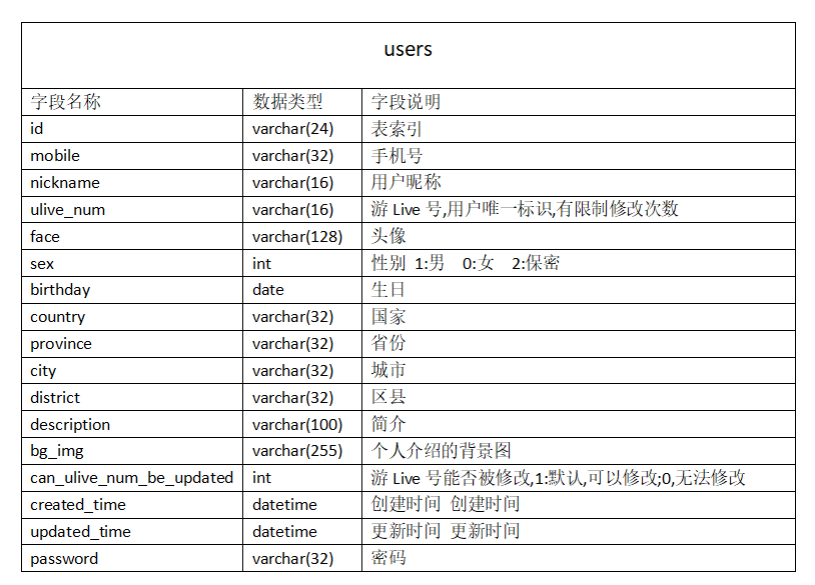 users
字段名称 数据类型 字段说明
id varchar(24) 表索引
mobile varchar(32) 手机号
nickname varchar(16) 用户昵称
ulive_num varchar(16) 游 Live 号,用户唯一标识,有限制修改次数
face varchar(128) 头像
sex int 性别 1:男 0:女 2:保密
birthday date 生日
country varchar(32) 国家
province varchar(32) 省份
city varchar(32) 城市
district varchar(32) 区县
description varchar(100) 简介
bg_img varchar(255) 个人介绍的背景图
can_ulive_num_be_updated int 游 Live 号能否被修改,1:默认,可以修改;0,无法修改
created_time datetime 创建时间 创建时间
updated_time datetime 更新时间 更新时间
password varchar(32) 密码